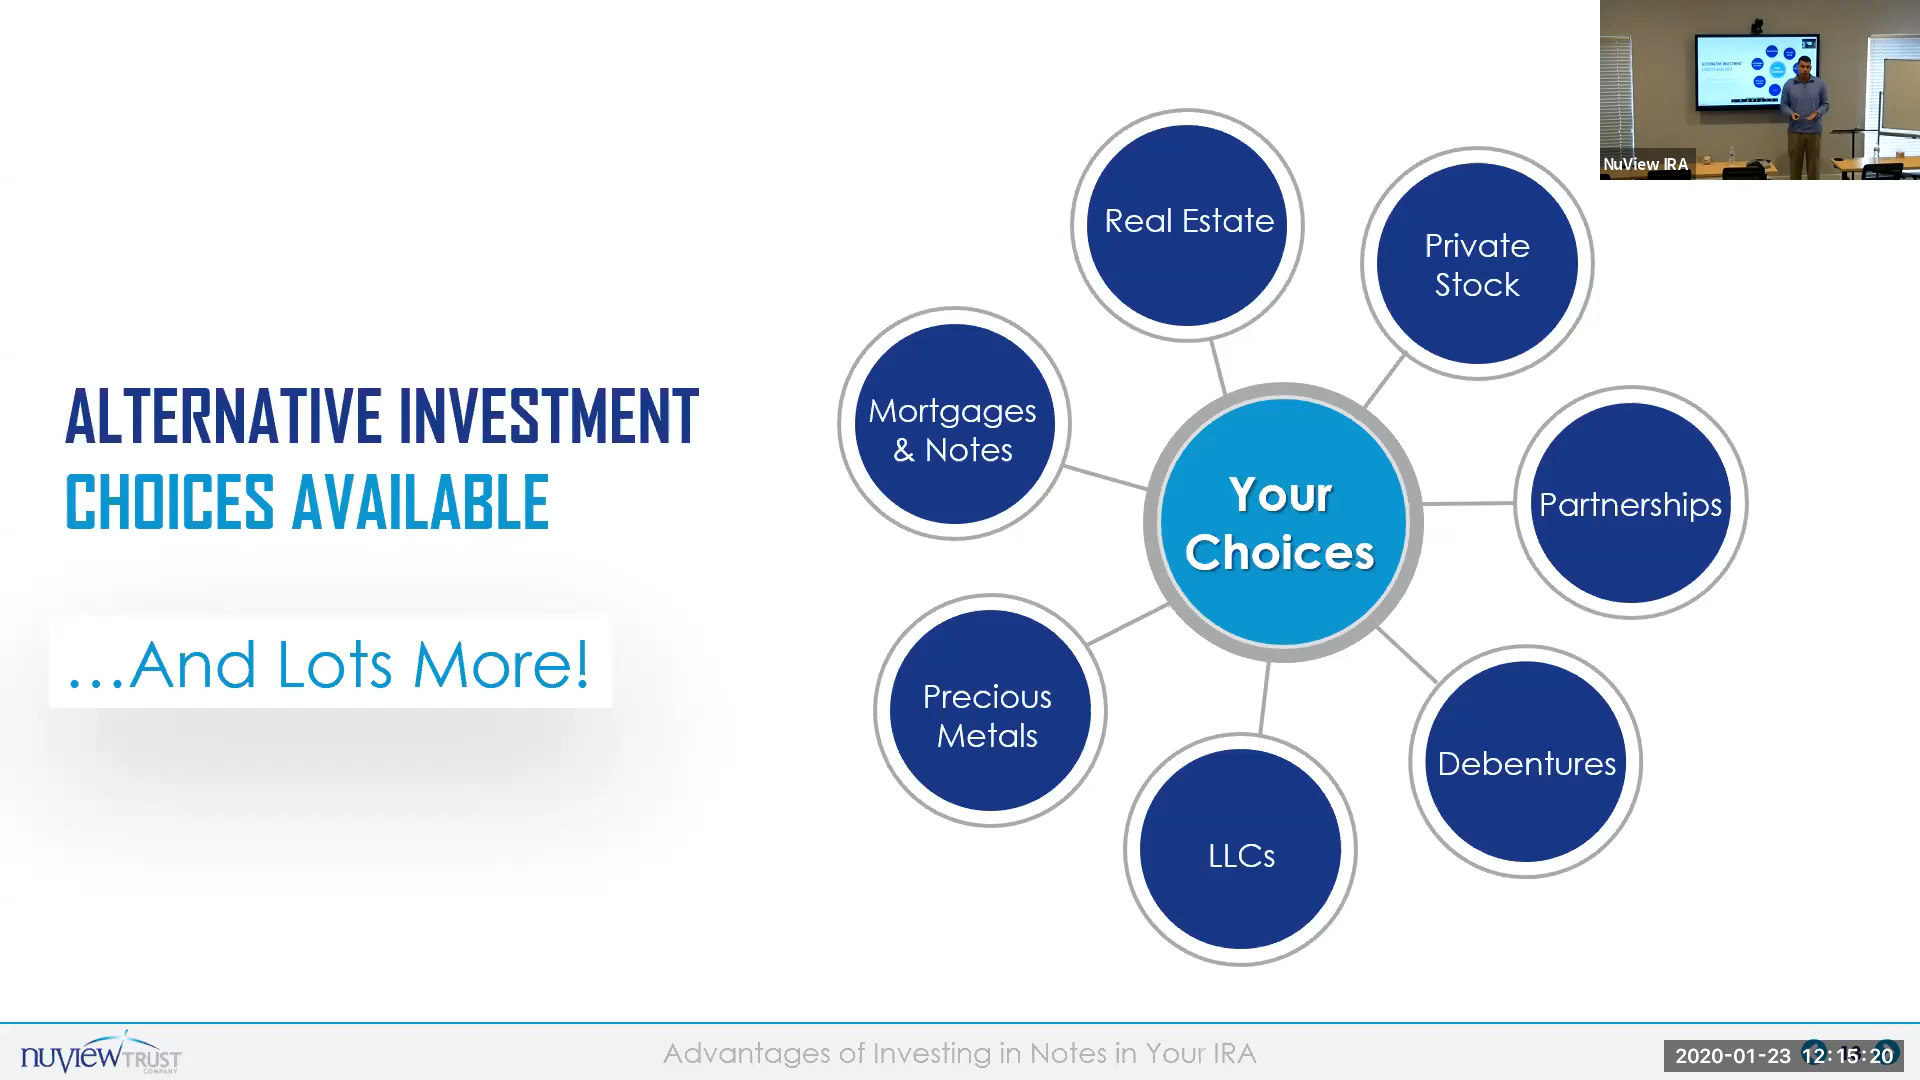 NuView IRA
ALTERNATIVE INVESTMENT
CHOICES AVAILABLE
…And Lots More!
Real Estate
Private
Stock
Mortgages
& Notes
Your
Choices
Partnerships
Precious
Metals
Debentures
LLCs
nuVIEW TRUST
COMPANY
Advantages of Investing in Notes in Your IRA
2020-01-23 12:15:20